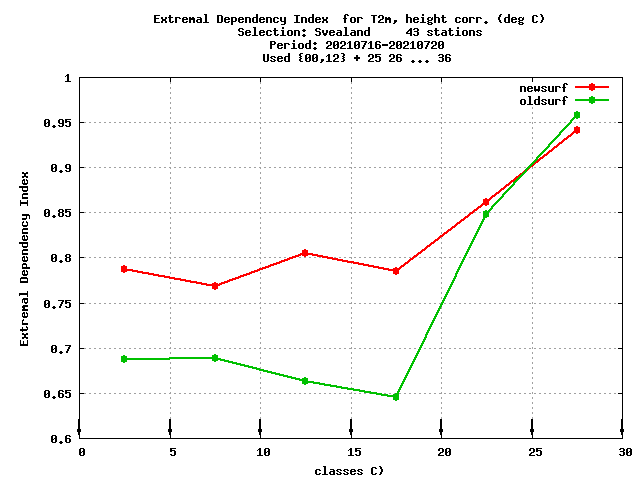 Extremal Dependency Index  for T2m, height corr. (deg C)
Selection: Svealand     43 stations
Period: 20210716-20210720
Used {00,12} + 25 26 ... 36
newsurf
oldsurf
1
0.95
0.9
0.85
0.8
0.75
0.7
0.65
0.6
Extremal Dependency Index
0 5 10 15 20 25 30
classes C)